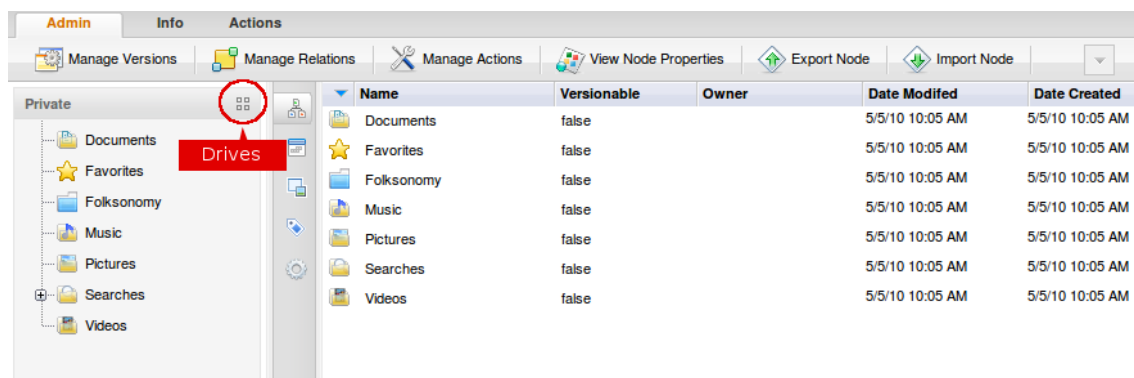 Admin Info Actions
Manage Versions Manage Relations Manage Actions View Node Properties Export Node Import Node
Private
Drives
Documents
Favorites
Folksonomy
Music
Pictures
Searches
Videos
Name Versionable Owner Date Modifed Date Created
Documents false 5/5/10 10:05 AM 5/5/10 10:05 AM
Favorites false 5/5/10 10:05 AM 5/5/10 10:05 AM
Folksonomy false 5/5/10 10:05 AM 5/5/10 10:05 AM
Music false 5/5/10 10:05 AM 5/5/10 10:05 AM
Pictures false 5/5/10 10:05 AM 5/5/10 10:05 AM
Searches false 5/5/10 10:05 AM 5/5/10 10:05 AM
Videos false 5/5/10 10:05 AM 5/5/10 10:05 AM